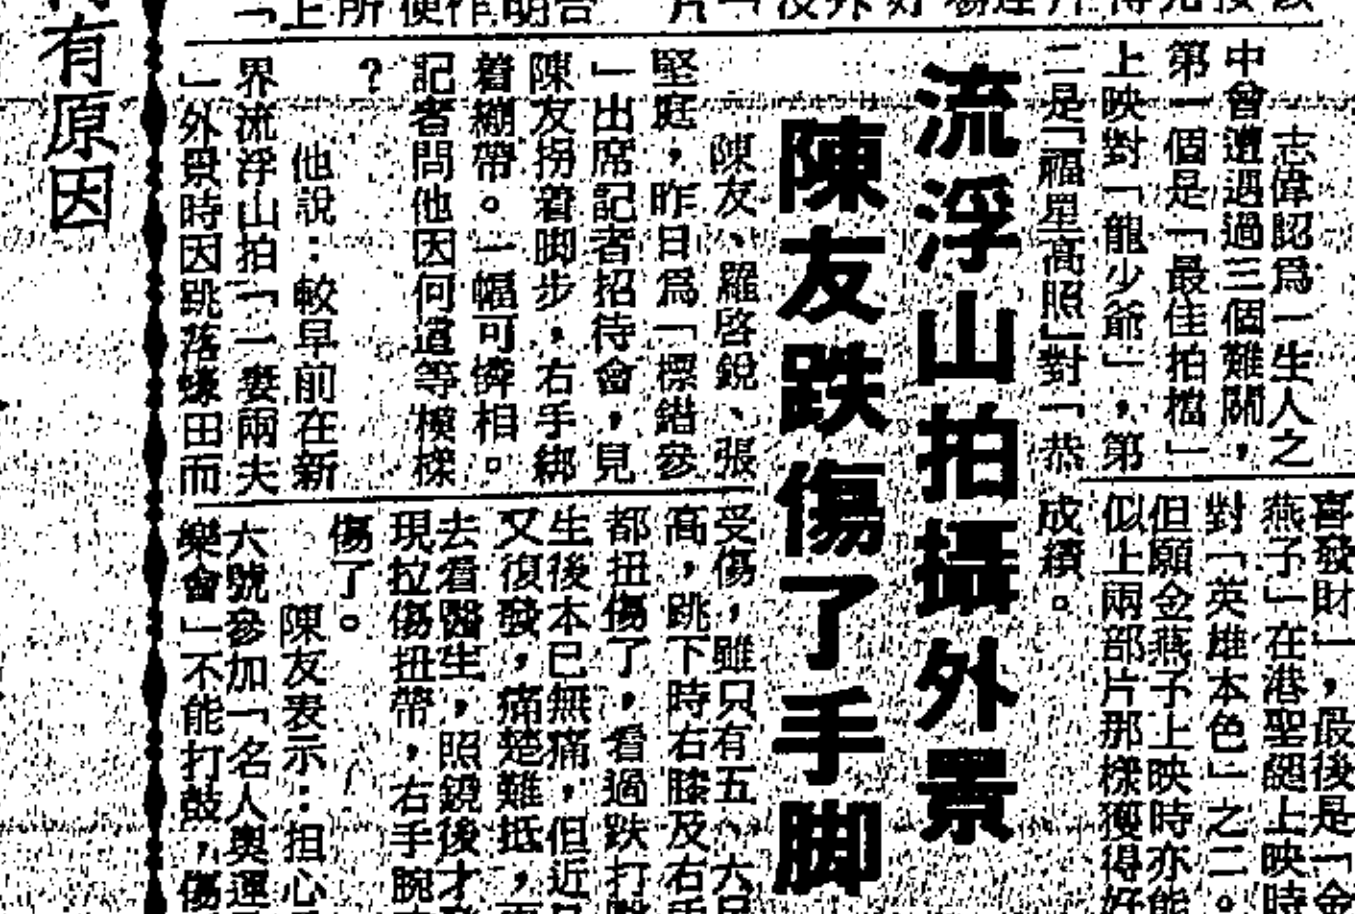 志偉認爲一生人之
中會遭遇過三個難關，
第一個是「最佳拍檔」
上映對「龍少爺」，第
二是「福星高照」對「恭
喜發財」，最後是「金
燕子」在港聖誕上映時
對「英雄本色」之二。
但願金燕子上映時亦能
似上兩部片那樣獲得好
成績。
流浮山拍攝外景
陳友跌傷了手脚
陳友、羅啓銳、張
堅庭，昨日爲「標錯參
」出席記者招待會，見
陳友拐着脚步，右手綁
着綳帶。一幅可憐相。
記者問他因何這等模樣
？
他說：較早前在新
界流浮山拍「一妻兩夫
」外景時因跳落蠔田而
受傷，雖只有五、六尺
高，跳下時右膝及右手
都扭傷了，看過跌打醫
生後本已無痛，但近
又復發，痛楚難抵，再
去看醫生，照鏡後才發
現拉傷扭帶，右手腕
傷了。
陳友表示：担心
六號參加「名人奧運
樂會」不能打鼓，傷
有原因